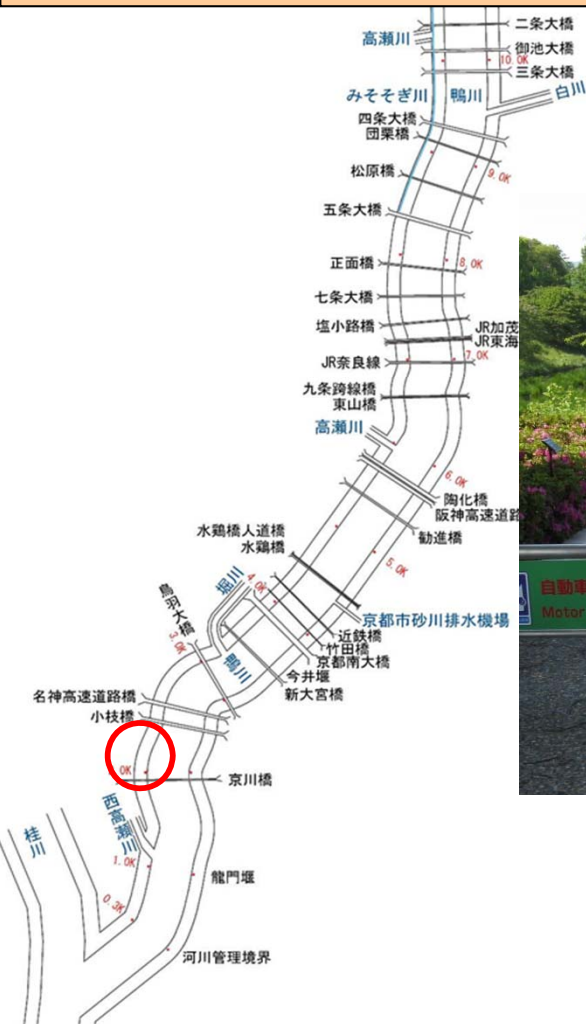 二条大橋
高瀬川
御池大橋
10.0K
三条大橋
白川
みそそぎ川
鴨川
四条大橋
団栗橋
松原橋
9.0K
五条大橋
正面橋
8.0K
七条大橋
塩小路橋
JR加茂
JR東海
JR奈良線
7.0K
九条跨線橋
東山橋
高瀬川
6.0K
陶化橋
阪神高速道路
勧進橋
水鶏橋人道橋
水鶏橋
5.0K
堀川
4.0K
自動車
Motor
鳥羽大橋
3.0K
京都市砂川排水機場
近鉄橋
竹田橋
京都南大橋
今井堰
新大宮橋
名神高速道路橋
小枝橋
0K
京川橋
西高瀬川
桂川
1.0K
龍門堰
0.3K
河川管理境界